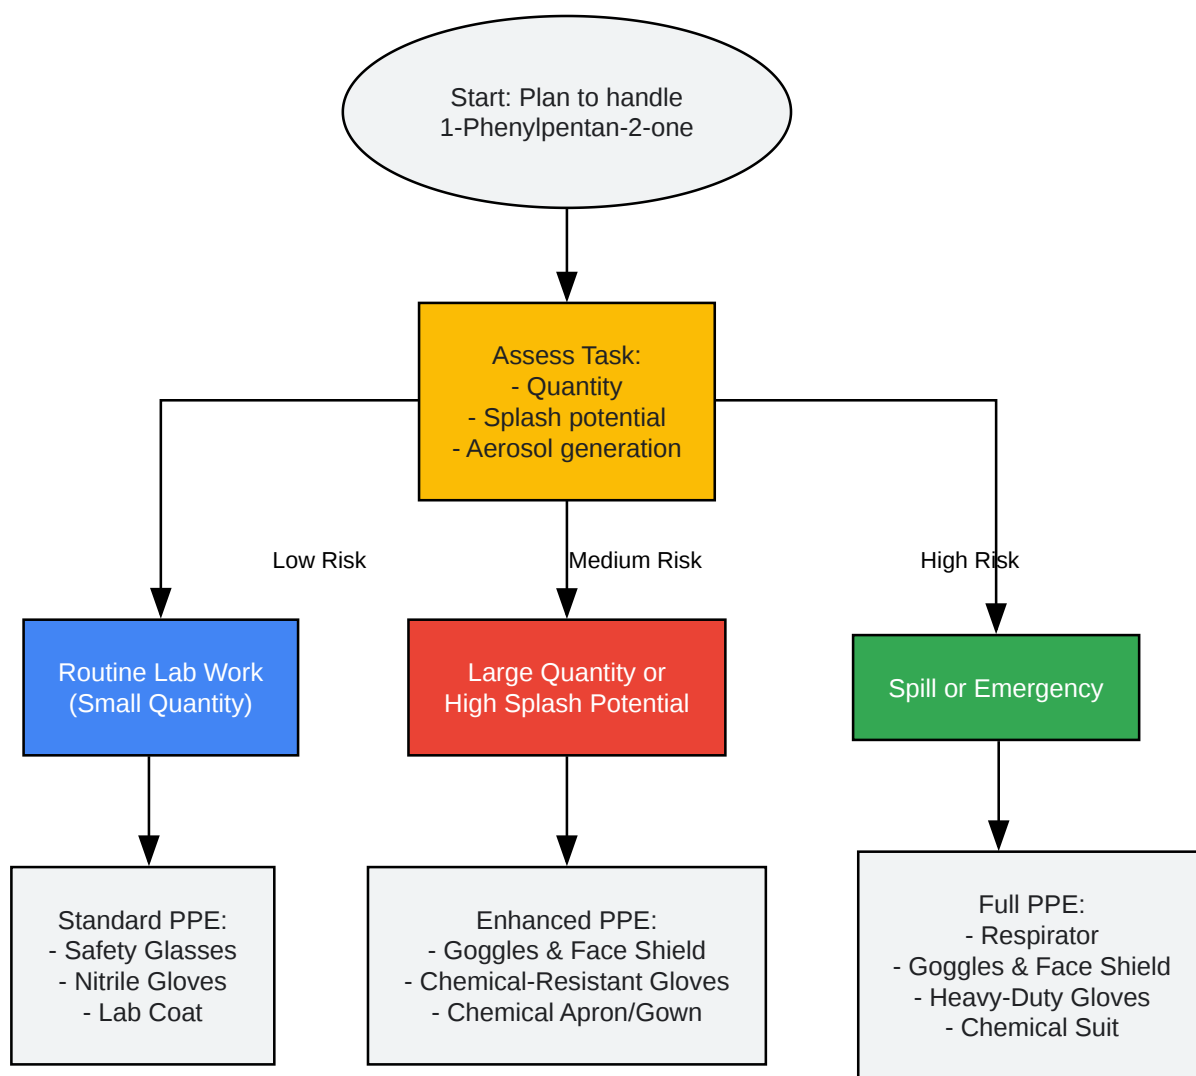 Start: Plan to handle
1-Phenylpentan-2-one
Assess Task:
- Quantity
- Splash potential
- Aerosol generation
Low Risk
Medium Risk
High Risk
Routine Lab Work
(Small Quantity)
Large Quantity or
High Splash Potential
Spill or Emergency
Standard PPE:
- Safety Glasses
- Nitrile Gloves
- Lab Coat
Enhanced PPE:
- Goggles & Face Shield
- Chemical-Resistant Gloves
- Chemical Apron/Gown
Full PPE:
- Respirator
- Goggles & Face Shield
- Heavy-Duty Gloves
- Chemical Suit